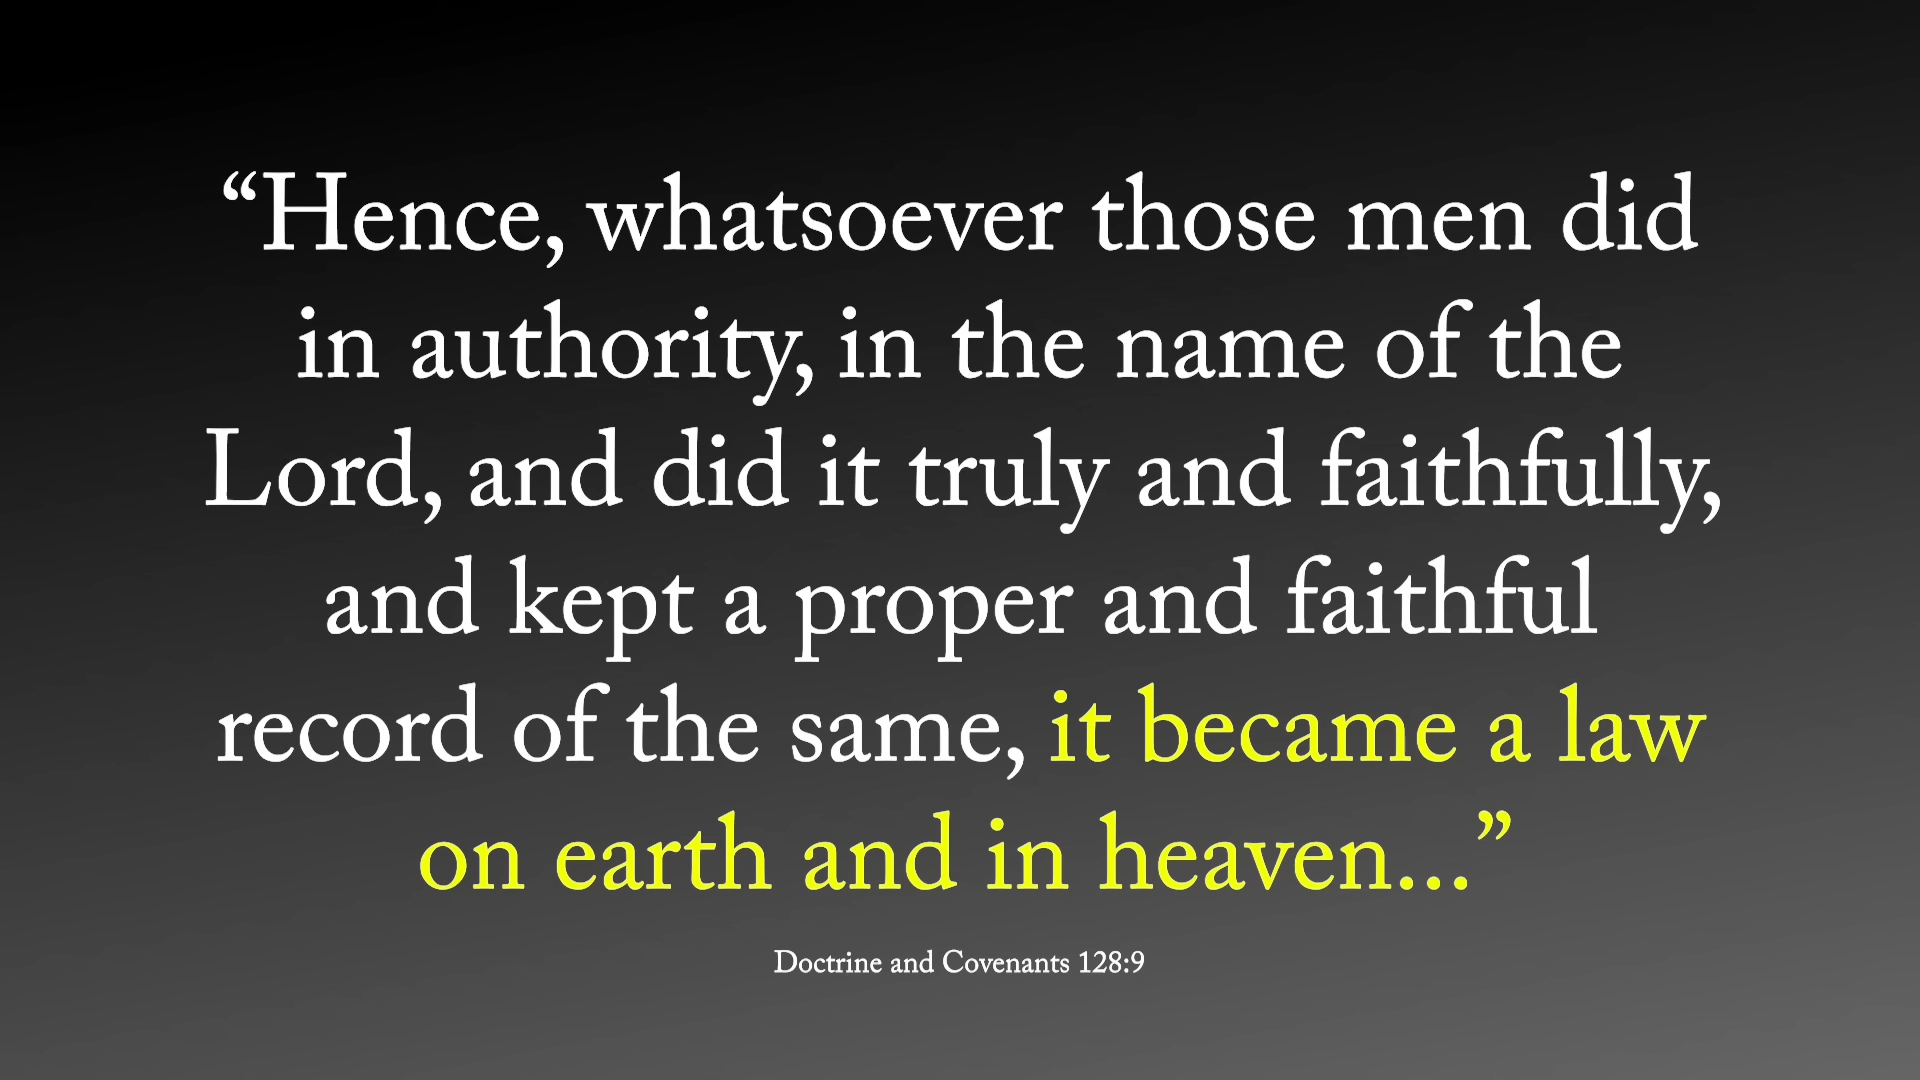 “Hence, whatsoever those men did
in authority, in the name of the
Lord, and did it truly and faithfully,
and kept a proper and faithful
record of the same, it became a law
on earth and in heaven...”
Doctrine and Covenants 128:9